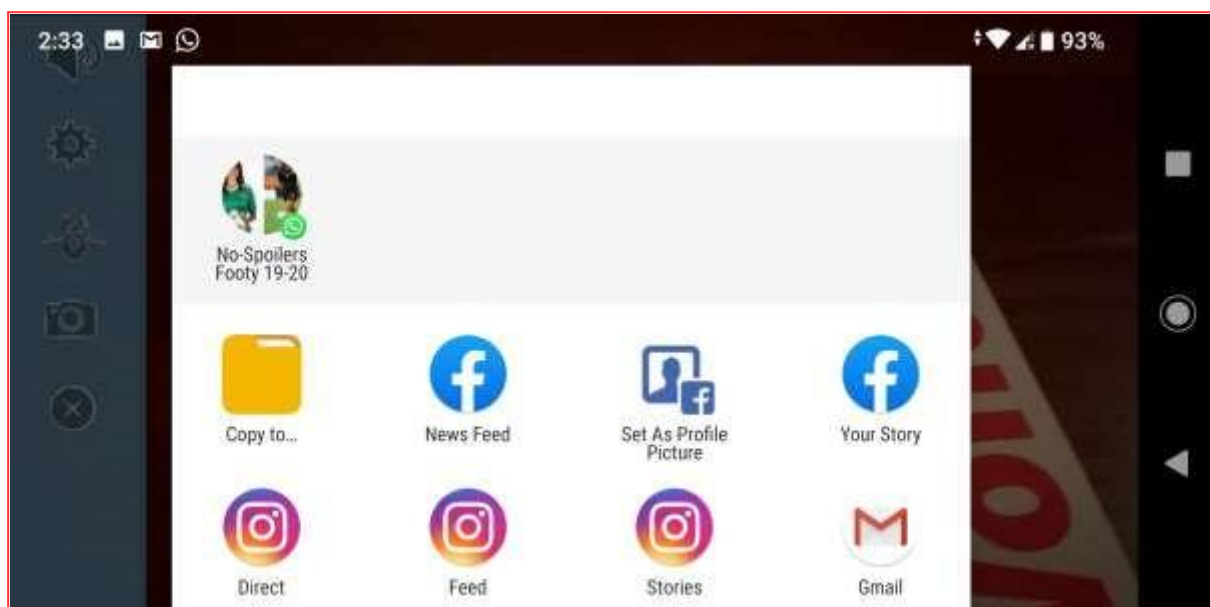 2:33 93%
No-Spoilers
Footy 19-20
Copy to...
News Feed
Set As Profile
Picture
Your Story
Direct
Feed
Stories
Gmail